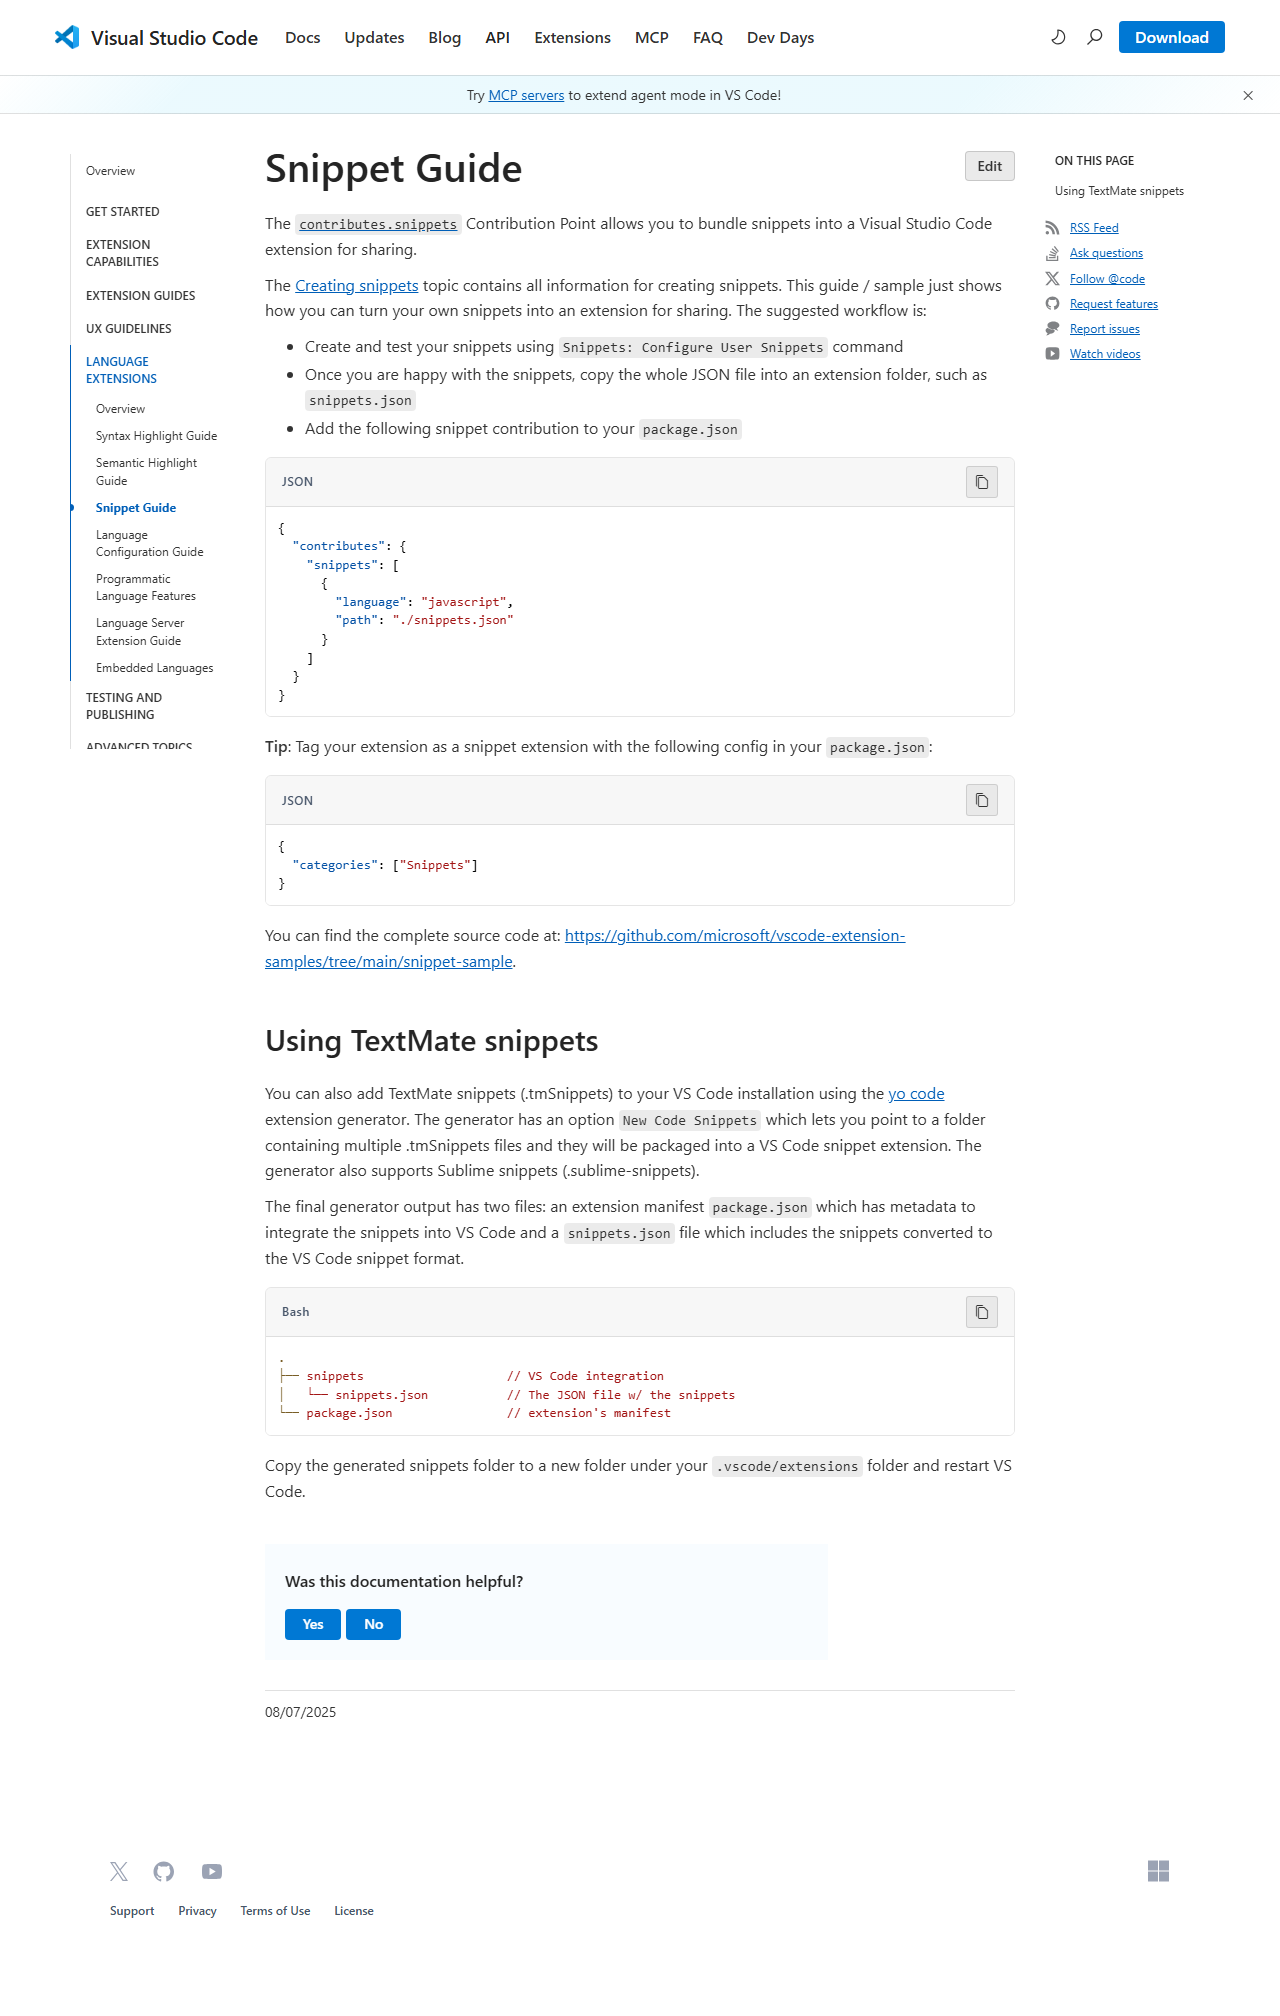 Visual Studio Code Docs Updates Blog API Extensions MCP FAQ Dev Days Download
Try MCP servers to extend agent mode in VS Code!
Overview
GET STARTED
EXTENSION
CAPABILITIES
EXTENSION GUIDES
UX GUIDELINES
LANGUAGE
EXTENSIONS
Overview
Syntax Highlight Guide
Semantic Highlight
Guide
Snippet Guide
Language
Configuration Guide
Programmatic
Language Features
Language Server
Extension Guide
Embedded Languages
TESTING AND
PUBLISHING
ADVANCED TOPICS
Snippet Guide
Edit
The contributes.snippets Contribution Point allows you to bundle snippets into a Visual Studio Code
extension for sharing.
The Creating snippets topic contains all information for creating snippets. This guide / sample just shows
how you can turn your own snippets into an extension for sharing. The suggested workflow is:
• Create and test your snippets using Snippets: Configure User Snippets command
• Once you are happy with the snippets, copy the whole JSON file into an extension folder, such as
snippets.json
• Add the following snippet contribution to your package.json
JSON
{
  "contributes": {
    "snippets": [
      {
        "language": "javascript",
        "path": "./snippets.json"
      }
    ]
  }
}
Tip: Tag your extension as a snippet extension with the following config in your package.json:
JSON
{
  "categories": ["Snippets"]
}
You can find the complete source code at: https://github.com/microsoft/vscode-extension-
samples/tree/main/snippet-sample.
Using TextMate snippets
You can also add TextMate snippets (.tmSnippets) to your VS Code installation using the yo code
extension generator. The generator has an option New Code Snippets which lets you point to a folder
containing multiple .tmSnippets files and they will be packaged into a VS Code snippet extension. The
generator also supports Sublime snippets (.sublime-snippets).
The final generator output has two files: an extension manifest package.json which has metadata to
integrate the snippets into VS Code and a snippets.json file which includes the snippets converted to
the VS Code snippet format.
Bash
.
├── snippets                    // VS Code integration
│   └── snippets.json           // The JSON file w/ the snippets
└── package.json                // extension's manifest
Copy the generated snippets folder to a new folder under your .vscode/extensions folder and restart VS
Code.
Was this documentation helpful?
Yes No
08/07/2025
ON THIS PAGE
Using TextMate snippets
RSS Feed
Ask questions
Follow @code
Request features
Report issues
Watch videos
Support Privacy Terms of Use License